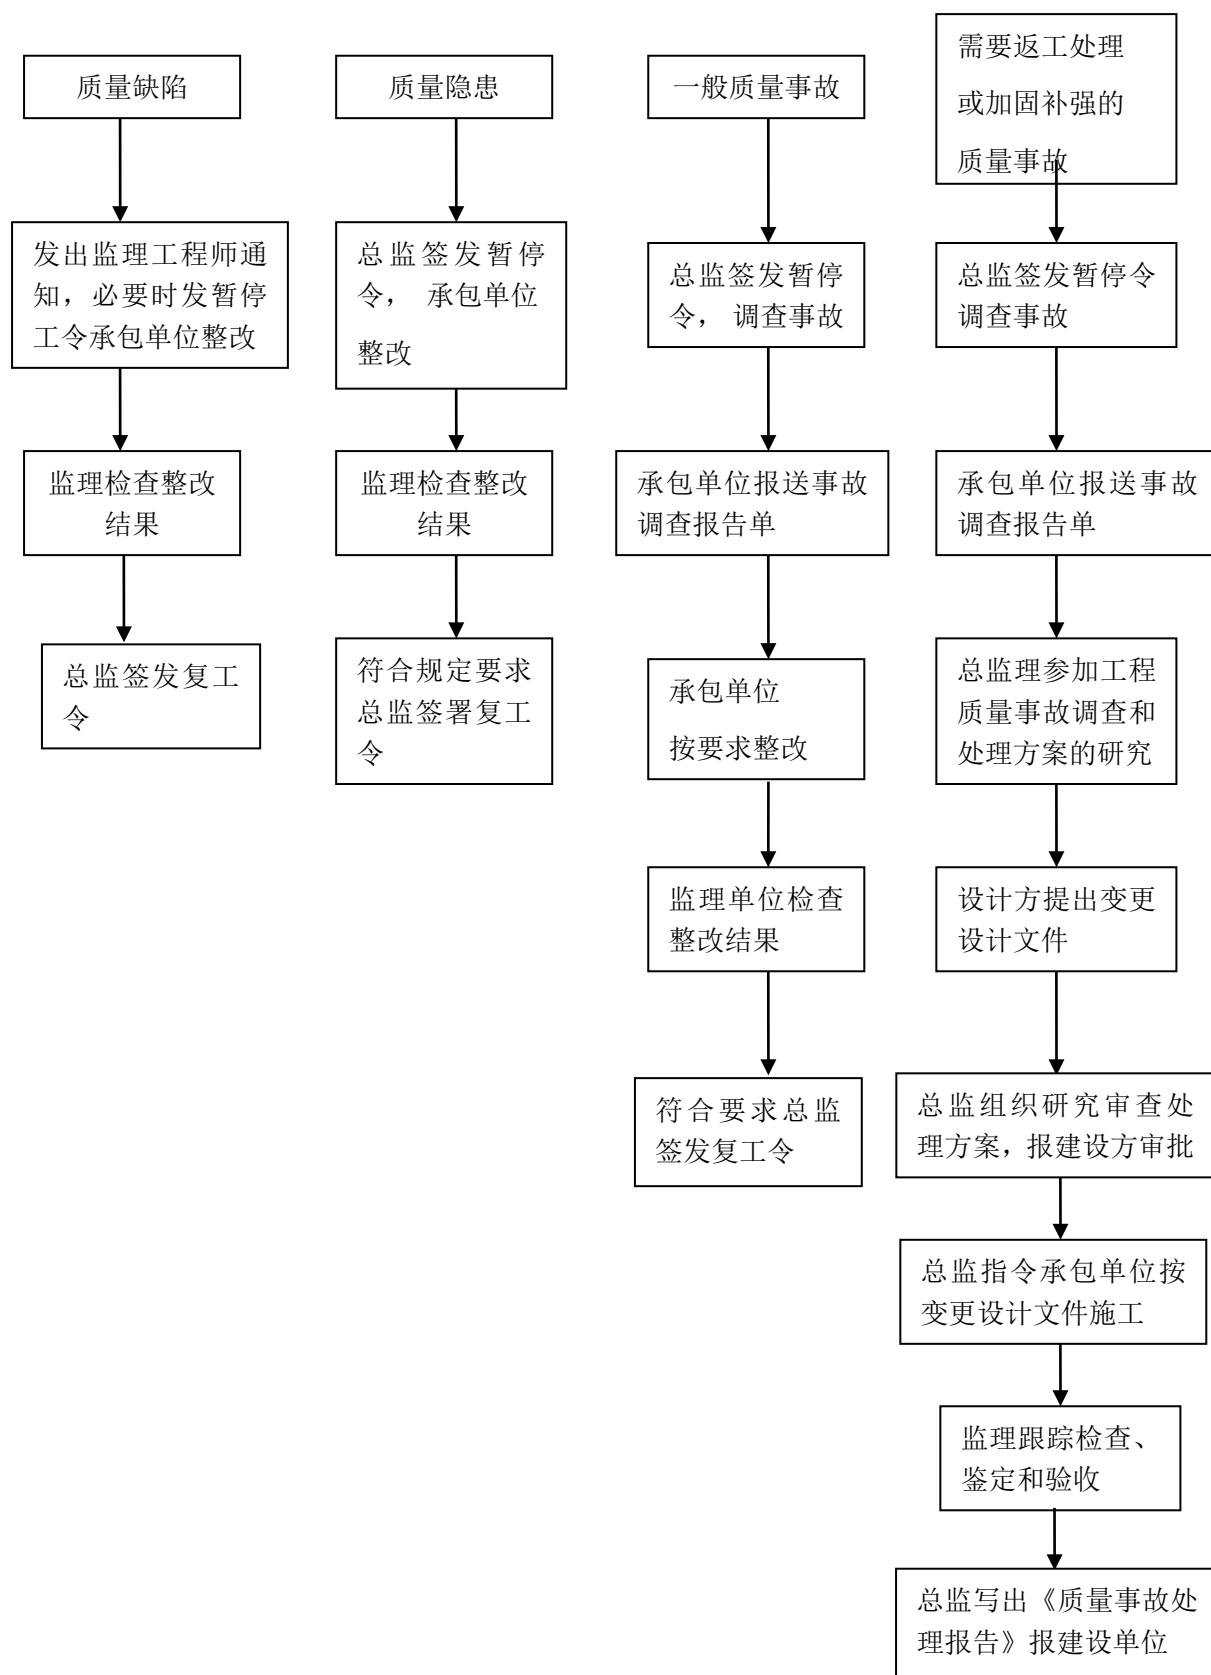 质量缺陷
发出监理工程师通
知，必要时发暂停
工令承包单位整改
监理检查整改
结果
总监签发复工
令
质量隐患
总监签发暂停
令， 承包单位
整改
监理检查整改
结果
符合规定要求
总监签署复工
令
一般质量事故
总监签发暂停
令， 调查事故
承包单位报送事故
调查报告单
承包单位
按要求整改
监理单位检查
整改结果
符合要求总监
签发复工令
需要返工处理
或加固补强的
质量事故
总监签发暂停令
调查事故
承包单位报送事故
调查报告单
总监理参加工程
质量事故调查和
处理方案的研究
设计方提出变更
设计文件
总监组织研究审查处
理方案，报建设方审批
总监指令承包单位按
变更设计文件施工
监理跟踪检查、
鉴定和验收
总监写出《质量事故处
理报告》报建设单位